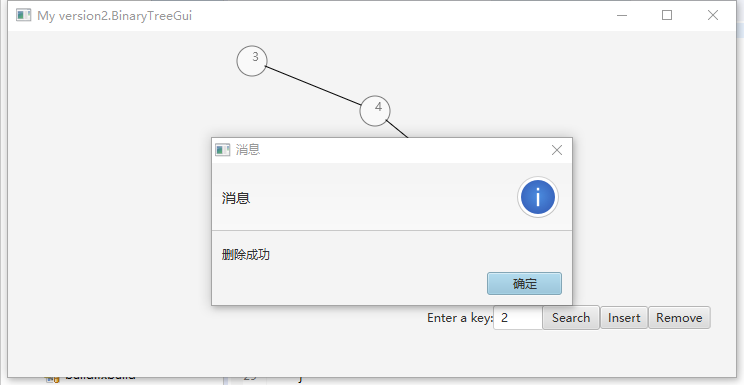 My version2.BinaryTreeGui
3
4
消息
消息
删除成功
确定
Enter a key: 2 Search Insert Remove